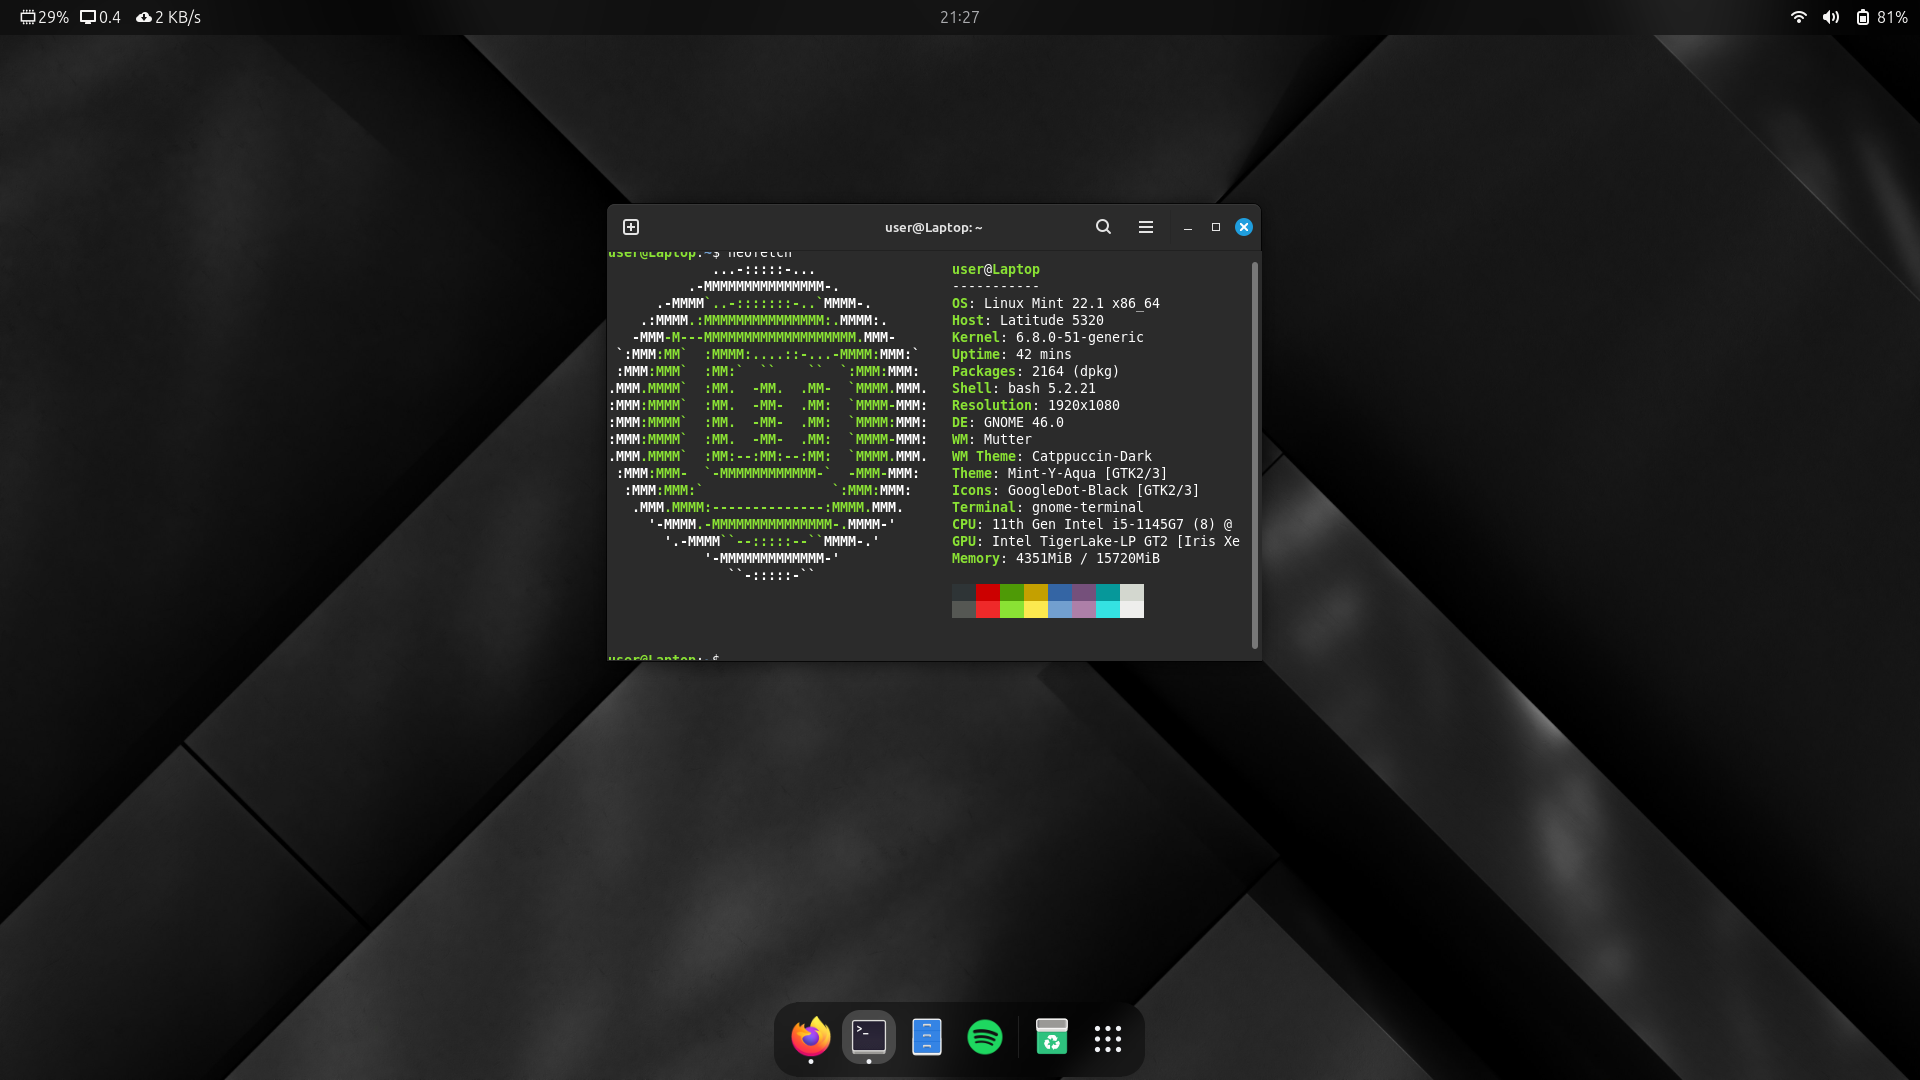 29% 0.4 2 KB/s 21:27 81%
user@Laptop:~
user@Laptop:~$ neofetch
...-:::::-...
.-MMMMMMMMMMMMMMM-.
.-MMMM`..-:::::::-..`MMMM-.
.:MMMM.:MMMMMMMMMMMMMMM:.MMMM:.
-MMM-M---MMMMMMMMMMMMMMMMMMM.MMM-
`:MMM:MM`  :MMMM:....::-...-MMMM:MMM:`
:MMM:MMM`  :MM:`  ``    ``  `:MMM:MMM:
.MMM.MMMM`  :MM.  -MM.  .MM-  `MMMM.MMM.
:MMM:MMMM`  :MM.  -MM-  .MM:  `MMMM-MMM:
:MMM:MMMM`  :MM.  -MM-  .MM:  `MMMM:MMM:
:MMM:MMMM`  :MM.  -MM-  .MM:  `MMMM-MMM:
.MMM.MMMM`  :MM:--:MM:--:MM:  `MMMM.MMM.
:MMM:MMM-  `-MMMMMMMMMMMM-`  -MMM-MMM:
:MMM:MMM:`                `:MMM:MMM:
.MMM.MMMM:--------------:MMMM.MMM.
'-MMMM.-MMMMMMMMMMMMMMM-.MMMM-'
'.-MMMM``--:::::--``MMMM-.'
'-MMMMMMMMMMMMM-'
``-:::::-``
user@Laptop
-----------
OS: Linux Mint 22.1 x86_64
Host: Latitude 5320
Kernel: 6.8.0-51-generic
Uptime: 42 mins
Packages: 2164 (dpkg)
Shell: bash 5.2.21
Resolution: 1920x1080
DE: GNOME 46.0
WM: Mutter
WM Theme: Catppuccin-Dark
Theme: Mint-Y-Aqua [GTK2/3]
Icons: GoogleDot-Black [GTK2/3]
Terminal: gnome-terminal
CPU: 11th Gen Intel i5-1145G7 (8) @
GPU: Intel TigerLake-LP GT2 [Iris Xe
Memory: 4351MiB / 15720MiB
user@Laptop:~$
>_